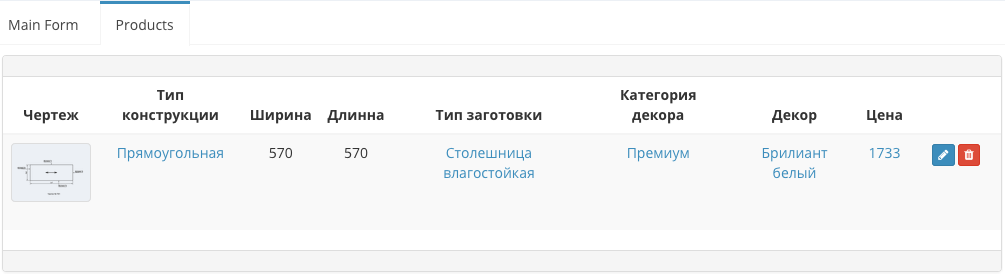 Main Form
Products
Чертеж
Тип
конструкции
Ширина
Длинна
Тип заготовки
Категория
декора
Декор
Цена
Прямоугольная
570
570
Столешница
влагостойкая
Премиум
Брилиант
белый
1733